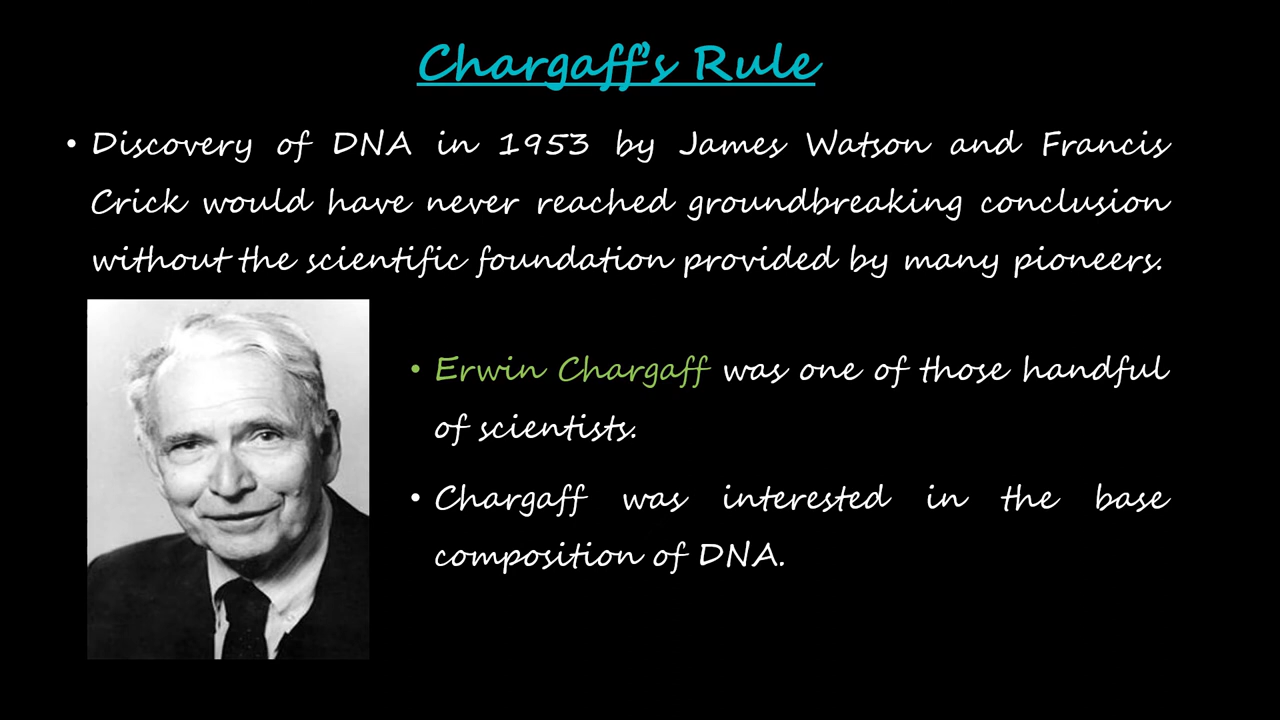 Chargaff’s Rule
• Discovery of DNA in 1953 by James Watson and Francis
Crick would have never reached groundbreaking conclusion
without the scientific foundation provided by many pioneers.
• Erwin Chargaff was one of those handful
of scientists.
• Chargaff was interested in the base
composition of DNA.